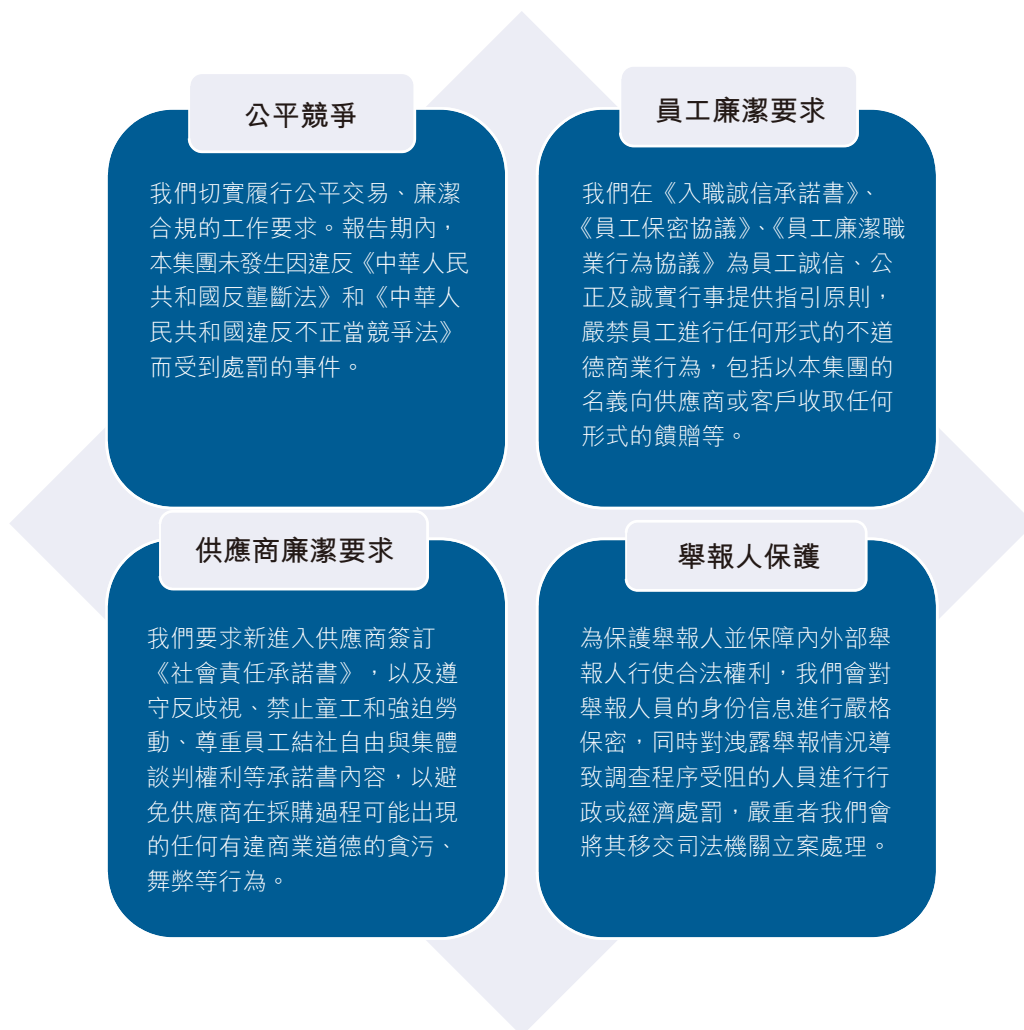 公平競爭
我們切實履行公平交易、廉潔
合規的工作要求。報告期內，
本集團未發生因違反《中華人民
共和國反壟斷法》和《中華人
民共和國違反不正當競爭法》
而受到處罰的事件。
員工廉潔要求
我們在《入職誠信承諾書》、
《員工保密協議》、《員工廉潔職
業行為協議》為員工誠信、公
正及誠實行事提供指引原則，
嚴禁員工進行任何形式的不道
德商業行為，包括以本集團的
名義向供應商或客戶收取任何
形式的饋贈等。
供應商廉潔要求
我們要求新進入供應商簽訂
《社會責任承諾書》，以及遵
守反歧視、禁止童工和強迫勞
動、尊重員工結社自由與集體
談判權利等承諾書內容，以避
免供應商在採購過程可能出現
的任何有違商業道德的貪污、
舞弊等行為。
舉報人保護
為保護舉報人並保障內外部舉
報人行使合法權利，我們會對
舉報人員的身份信息進行嚴格
保密，同時對洩露舉報情況導
致調查程序受阻的人員進行行
政或經濟處罰，嚴重者我們會
將其移交司法機關立案處理。